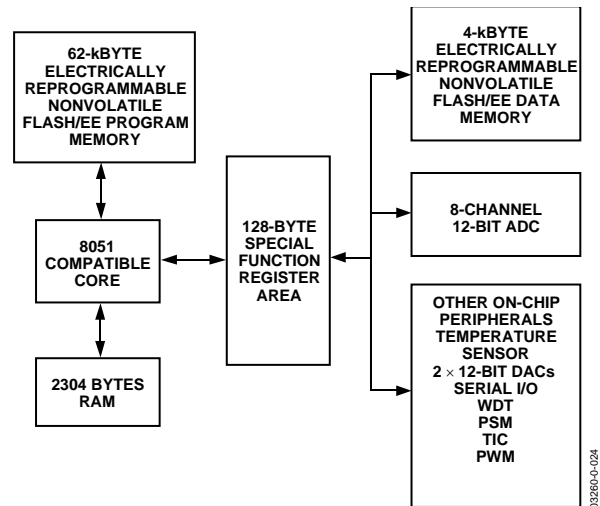 62-kBYTE
ELECTRICALLY
REPROGRAMMABLE
NONVOLATILE
FLASH/EE PROGRAM
MEMORY
8051
COMPATIBLE
CORE
2304 BYTES
RAM
128-BYTE
SPECIAL
FUNCTION
REGISTER
AREA
4-kBYTE
ELECTRICALLY
REPROGRAMMABLE
NONVOLATILE
FLASH/EE DATA
MEMORY
8-CHANNEL
12-BIT ADC
OTHER ON-CHIP
PERIPHERALS
TEMPERATURE
SENSOR
2 × 12-BIT DACs
SERIAL I/O
WDT
PSM
TIC
PWM
03260-0-024